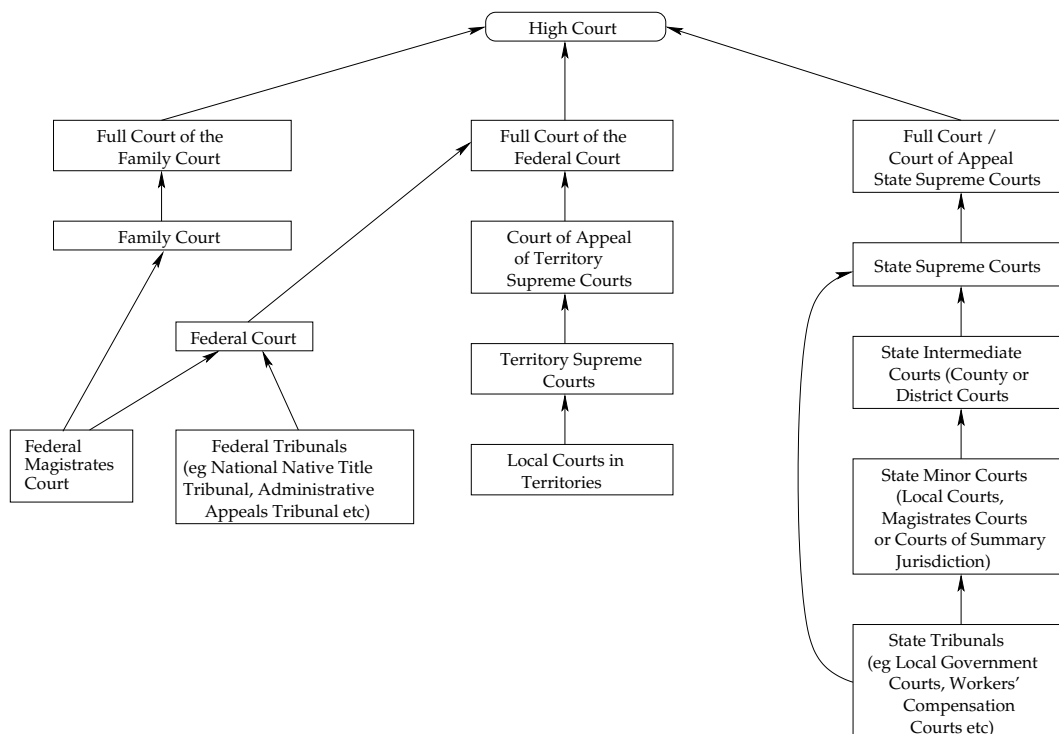 High Court
Full Court of the
Family Court
Full Court of the
Federal Court
Full Court /
Court of Appeal
State Supreme Courts
Family Court
Court of Appeal
of Territory
Supreme Courts
State Supreme Courts
Federal Court
Territory Supreme
Courts
State Intermediate
Courts (County or
District Courts
Federal
Magistrates
Court
Federal Tribunals
(eg National Native Title
Tribunal, Administrative
Appeals Tribunal etc)
Local Courts in
Territories
State Minor Courts
(Local Courts,
Magistrates Courts
or Courts of Summary
Jurisdiction)
State Tribunals
(eg Local Government
Courts, Workers’
Compensation
Courts etc)